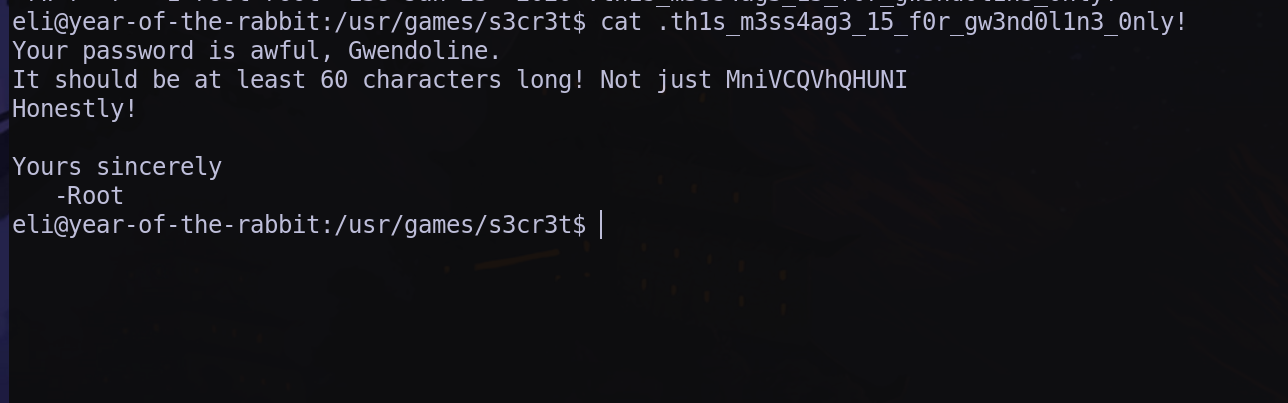 eli@year-of-the-rabbit:/usr/games/s3cr3t$ cat .th1s_m3ss4ag3_15_f0r_gw3nd0l1n3_0nly!
Your password is awful, Gwendoline.
It should be at least 60 characters long! Not just MniVCQVhQHUNI
Honestly!
Yours sincerely
   -Root
eli@year-of-the-rabbit:/usr/games/s3cr3t$